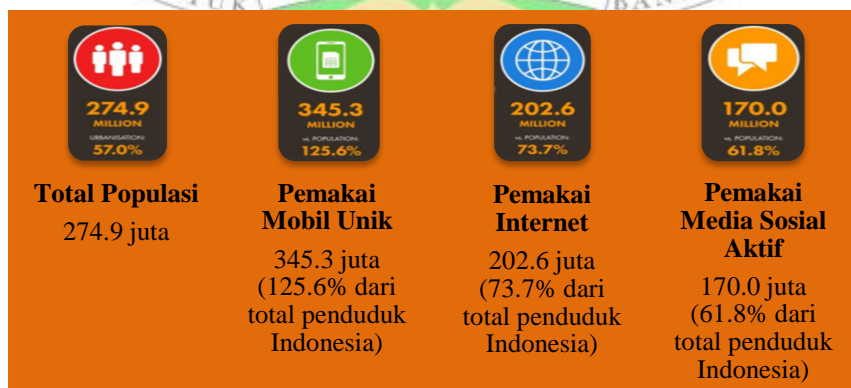 274.9
MILLION
URBANISATION:
57.0%
345.3
MILLION
vs. POPULATION:
125.6%
202.6
MILLION
vs. POPULATION:
73.7%
170.0
MILLION
vs. POPULATION:
61.8%
Total Populasi
274.9 juta
Pemakai
Mobil Unik
345.3 juta
(125.6% dari
total penduduk
Indonesia)
Pemakai
Internet
202.6 juta
(73.7% dari
total penduduk
Indonesia)
Pemakai
Media Sosial
Aktif
170.0 juta
(61.8% dari
total penduduk
Indonesia)